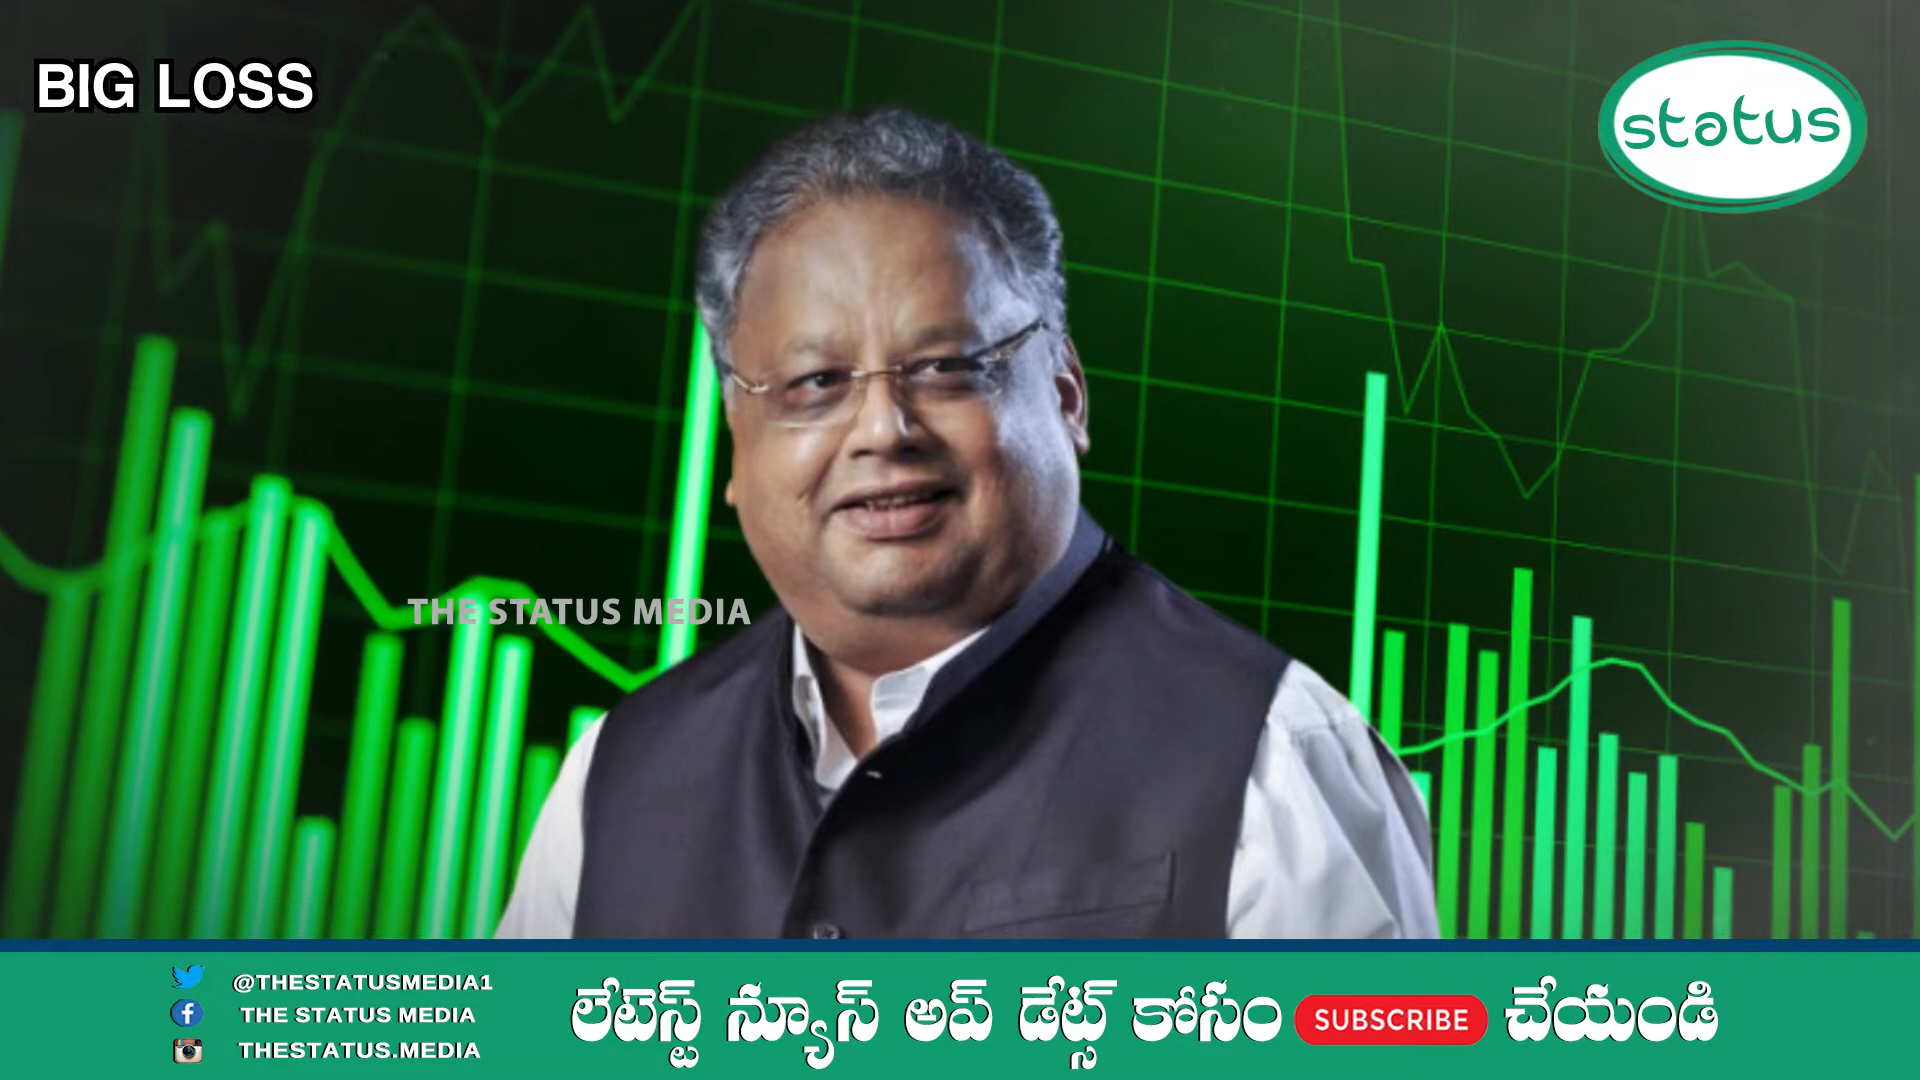 BIG LOSS
status
THE STATUS MEDIA
@THESTATUSMEDIA1
THE STATUS MEDIA
THESTATUS.MEDIA
లేటెస్ట్ న్యూస్ అప్ డేట్స్ కోసం SUBSCRIBE చేయండి